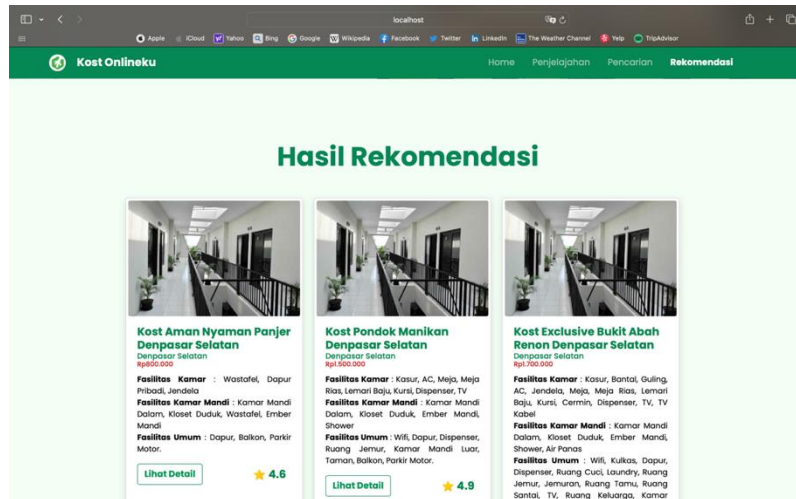 localhost
Apple iCloud Yahoo Bing Google Wikipedia Facebook Twitter LinkedIn The Weather Channel Yelp TripAdvisor
Kost Onlineku Home Penjelajahan Pencarian Rekomendasi
Hasil Rekomendasi
Kost Aman Nyaman Panjer
Denpasar Selatan
Denpasar Selatan
Rp800.000
Fasilitas Kamar : Wastafel, Dapur
Pribadi, Jendela
Fasilitas Kamar Mandi : Kamar Mandi
Dalam, Kloset Duduk, Wastafel, Ember
Mandi
Fasilitas Umum : Dapur, Balkon, Parkir
Motor.
Lihat Detail 4.6
Kost Pondok Manikan
Denpasar Selatan
Denpasar Selatan
Rp1.500.000
Fasilitas Kamar : Kasur, AC, Meja, Meja
Rias, Lemari Baju, Kursi, Dispenser, TV
Fasilitas Kamar Mandi : Kamar Mandi
Dalam, Kloset Duduk, Ember Mandi,
Shower
Fasilitas Umum : Wifi, Dapur, Dispenser,
Ruang Jemur, Kamar Mandi Luar,
Taman, Balkon, Parkir Motor.
Lihat Detail 4.9
Kost Exclusive Bukit Abah
Renon Denpasar Selatan
Denpasar Selatan
Rp1.700.000
Fasilitas Kamar : Kasur, Bantal, Guling,
AC, Jendela, Meja, Meja Rias, Lemari
Baju, Kursi, Cermin, Dispenser, TV, TV
Kabel
Fasilitas Kamar Mandi : Kamar Mandi
Dalam, Kloset Duduk, Ember Mandi,
Shower, Air Panas
Fasilitas Umum : Wifi, Kulkas, Dapur,
Dispenser, Ruang Cuci, Laundry, Ruang
Jemur, Jemuran, Ruang Tamu, Ruang
Santai, TV, Ruang Keluarga, Kamar